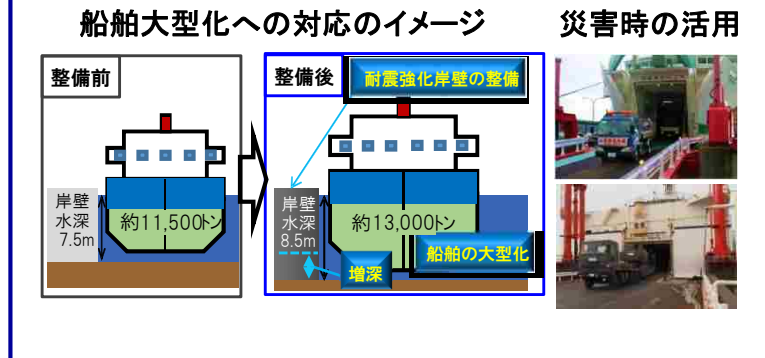 船舶大型化への対応のイメージ
災害時の活用
整備前
岸壁
水深
7.5m
約11,500トン
整備後
耐震強化岸壁の整備
岸壁
水深
8.5m
約13,000トン
船舶の大型化
増深